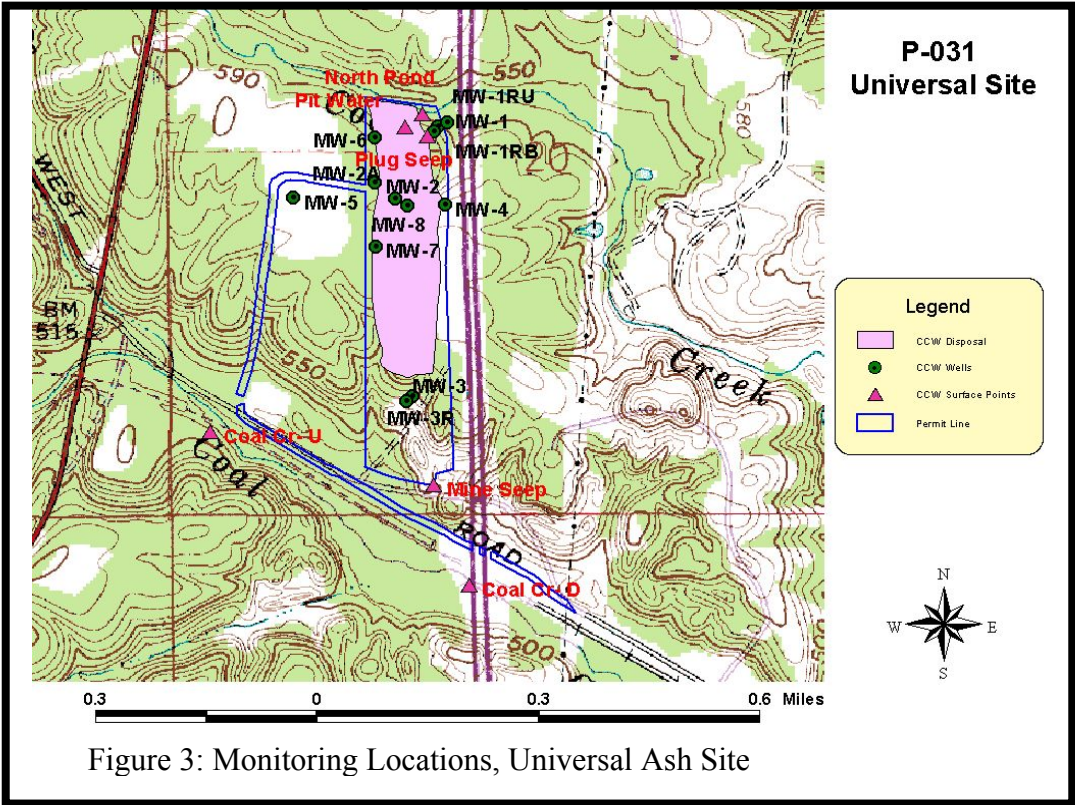 P-031
Universal Site
590
North Pond
550
MW-1RU
Pit Water
Co
MW-1
580
MW-6
MW-1RB
20
Plug Seep
WEST
MW-2A
MW-2
MW-5
MW-4
MW-8
MW-7
BM
515
550
Creek
MW-3
MW-3R
Coal Cr-U
Coal
Mine Seep
ROAD
Coal Cr-D
500
Legend
CCW Disposal
CCW Wells
CCW Surface Points
Permit Line
N
W
E
S
0.3 0 0.3 0.6 Miles
Figure 3: Monitoring Locations, Universal Ash Site